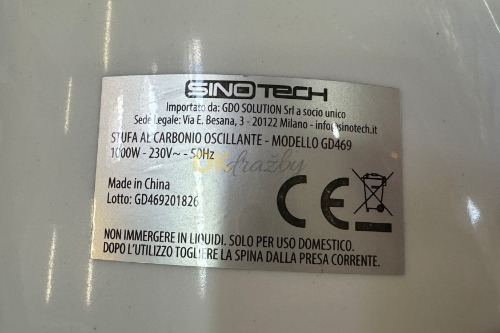 SINOTECH
Importato da: GDO SOLUTION Srl a socio unico
Sede Legale: Via E. Besana, 3 - 20122 Milano - info@sinotech.it
STUFA AL CARBONIO OSCILLANTE - MODELLO GD469
1000W - 230V~ - 50Hz
OKdražby
Made in China
Lotto: GD469201826
CE
NON IMMERGERE IN LIQUIDI. SOLO PER USO DOMESTICO.
DOPO L'UTILIZZO TOGLIERE LA SPINA DALLA PRESA CORRENTE.